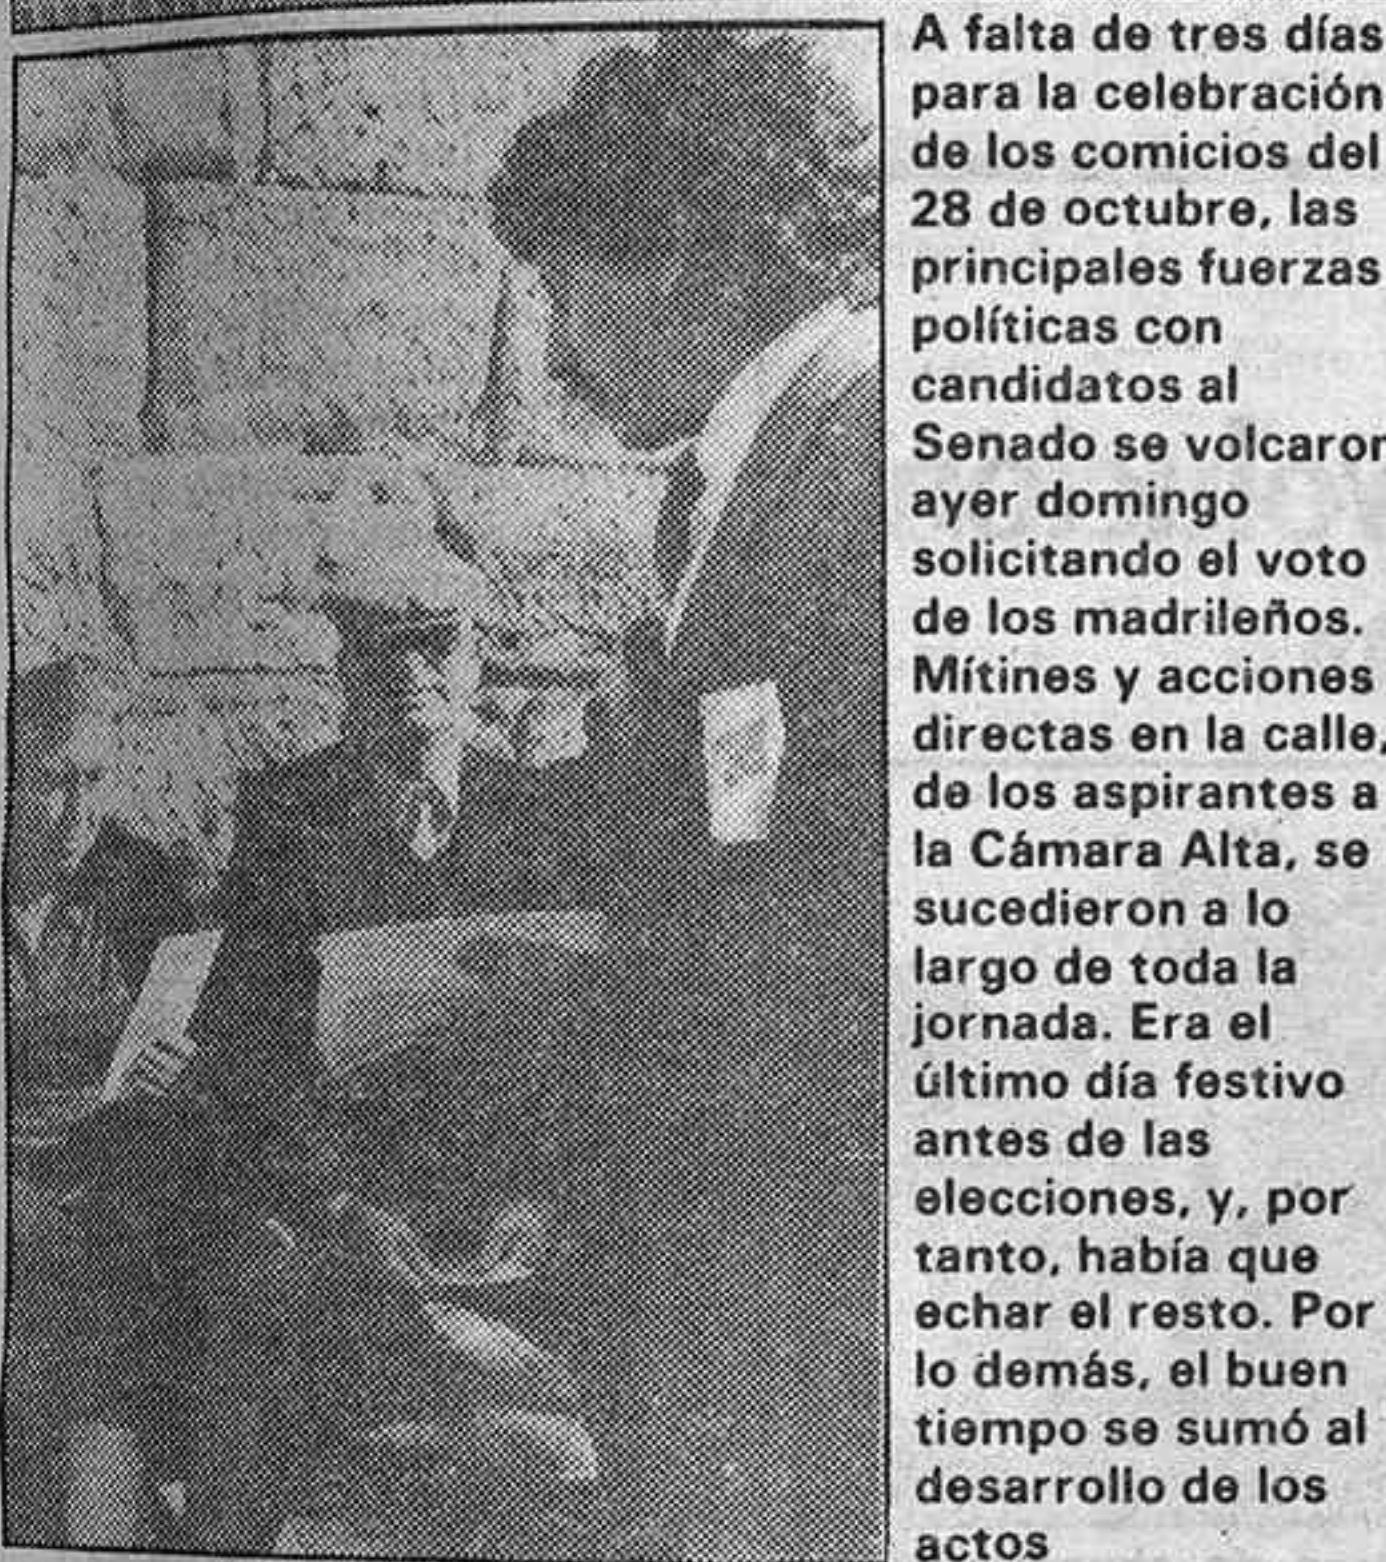 A falta de tres días
para la celebración
de los comicios del
28 de octubre, las
principales fuerzas
políticas con
candidatos al
Senado se volcaron
ayer domingo
solicitando el voto
de los madrileños.
Mítines y acciones
directas en la calle,
de los aspirantes a
la Cámara Alta, se
sucedieron a lo
largo de toda la
jornada. Era el
último día festivo
antes de las
elecciones, y, por
tanto, había que
echar el resto. Por
lo demás, el buen
tiempo se sumó al
desarrollo de los
actos